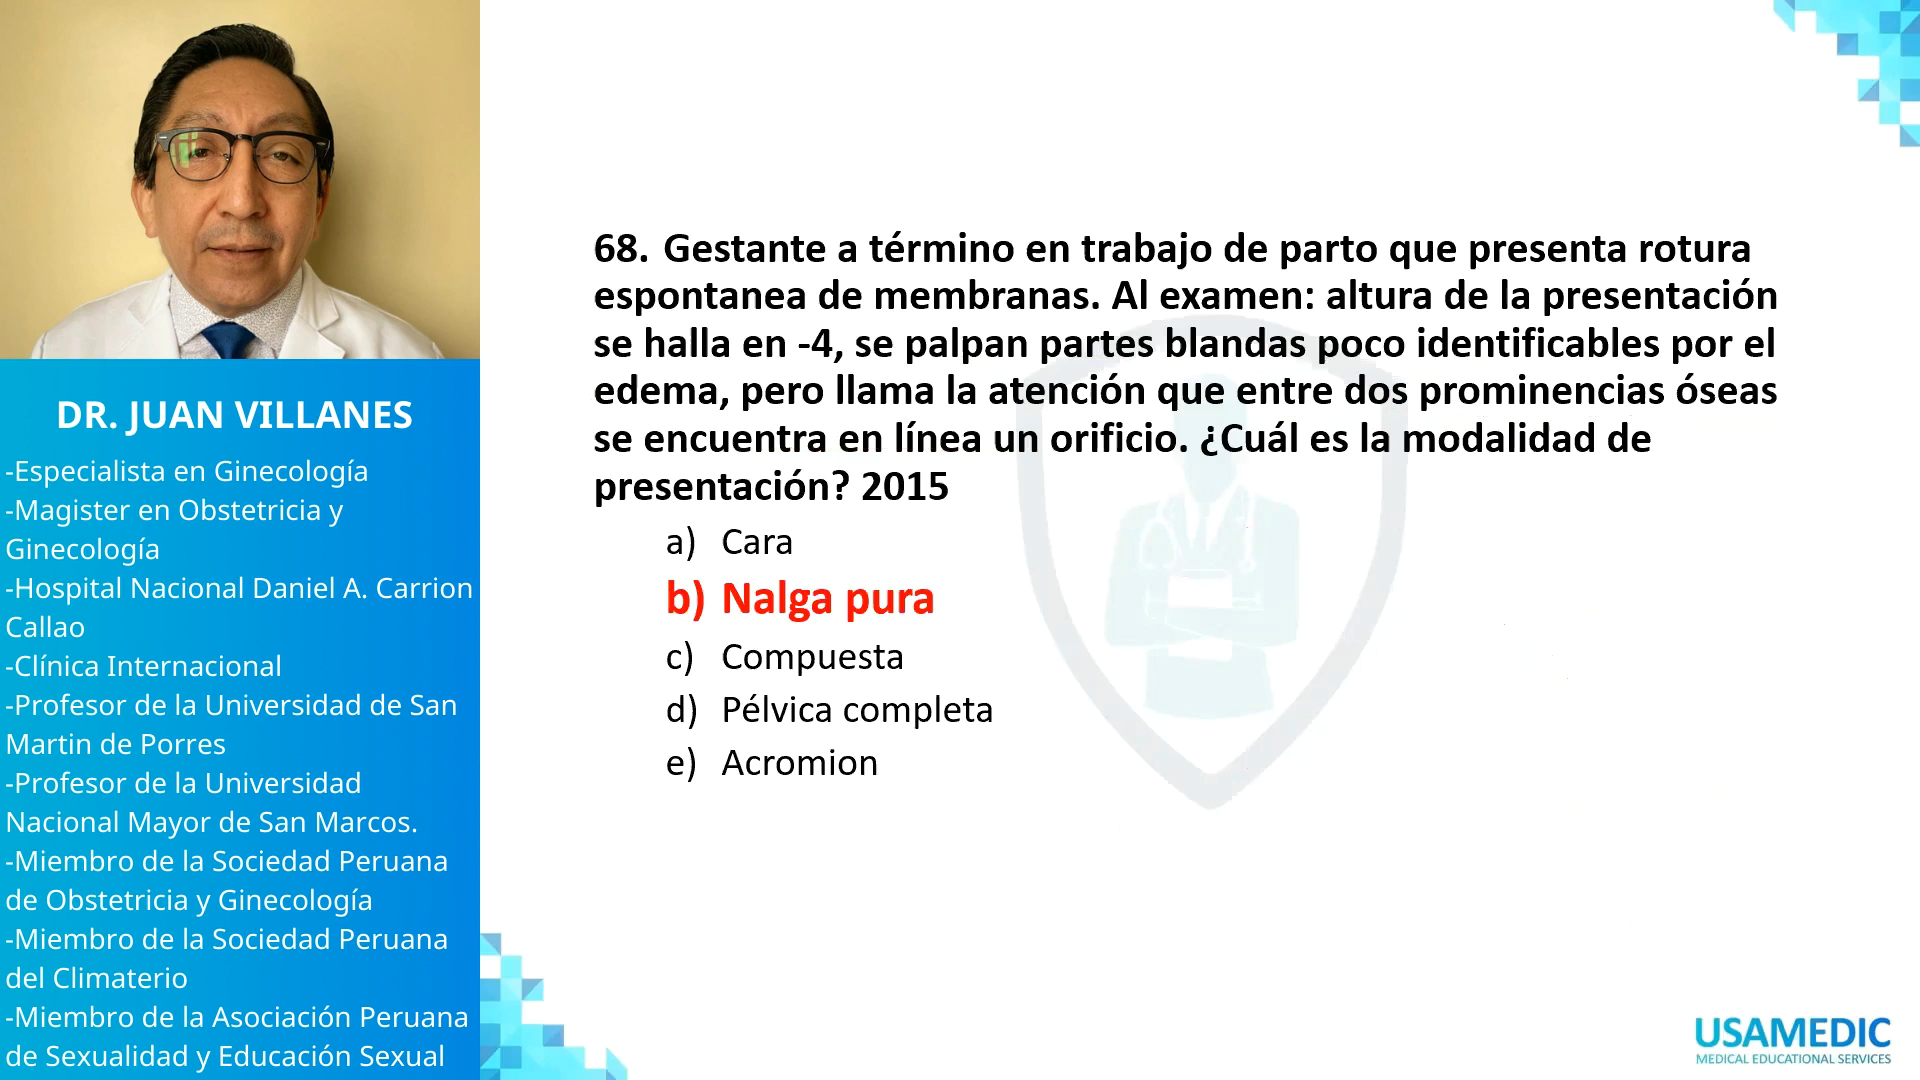 DR. JUAN VILLANES
-Especialista en Ginecología
-Magister en Obstetricia y
Ginecología
-Hospital Nacional Daniel A. Carrion
Callao
-Clínica Internacional
-Profesor de la Universidad de San
Martin de Porres
-Profesor de la Universidad
Nacional Mayor de San Marcos.
-Miembro de la Sociedad Peruana
de Obstetricia y Ginecología
-Miembro de la Sociedad Peruana
del Climaterio
-Miembro de la Asociación Peruana
de Sexualidad y Educación Sexual
68. Gestante a término en trabajo de parto que presenta rotura
espontanea de membranas. Al examen: altura de la presentación
se halla en -4, se palpan partes blandas poco identificables por el
edema, pero llama la atención que entre dos prominencias óseas
se encuentra en línea un orificio. ¿Cuál es la modalidad de
presentación? 2015
a) Cara
b) Nalga pura
c) Compuesta
d) Pélvica completa
e) Acromion
USAMEDIC
MEDICAL EDUCATIONAL SERVICES